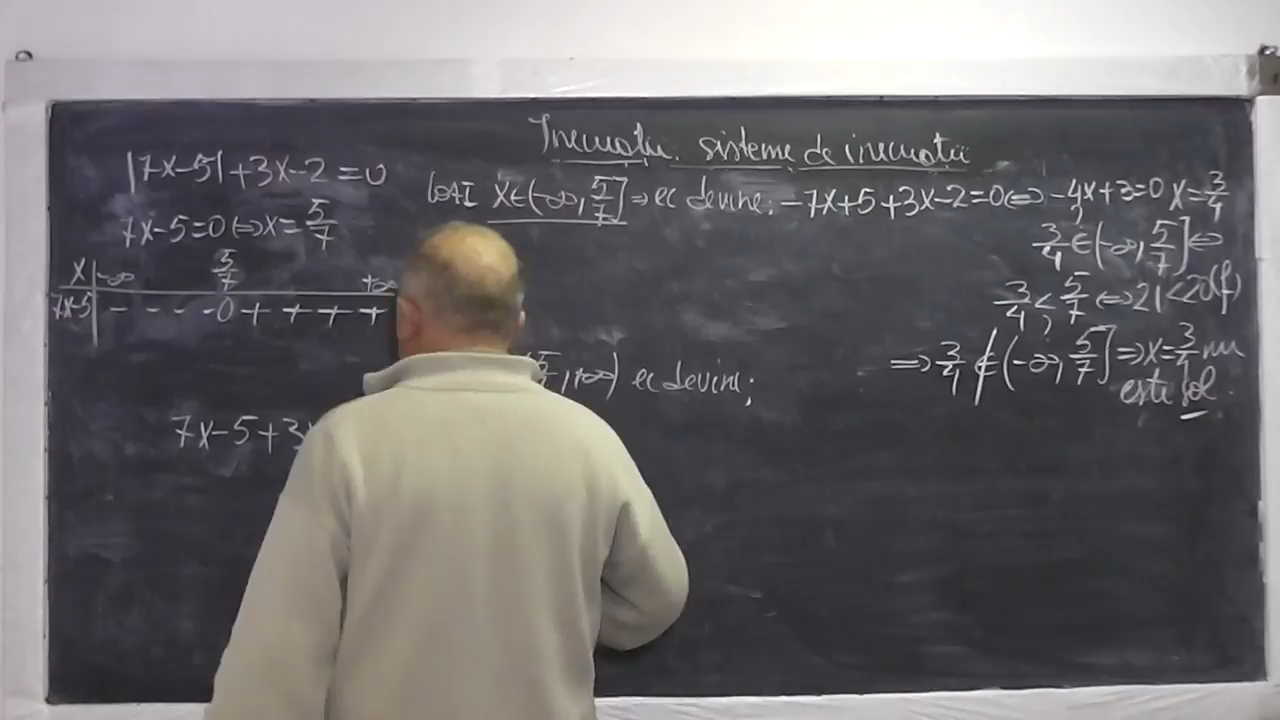 Inecuații. sisteme de inecuații
|7x-5|+3x-2=0
7x-5=0⇔x=5/7
x | -∞ 5/7 +∞
7x-5 | - - - - 0 + + + +
caz I x∈(-∞, 5/7] ⇒ ec devine: -7x+5+3x-2=0⇔-4x+3=0 x=3/4
3/4 ∈ (-∞, 5/7] ⇔
3/4 < 5/7 ⇔ 21<20(f)
⇒ 3/4 ∉ (-∞, 5/7] ⇒ x=3/4 nu
este sol.
5/7, +∞) ec devine;
7x-5+3x